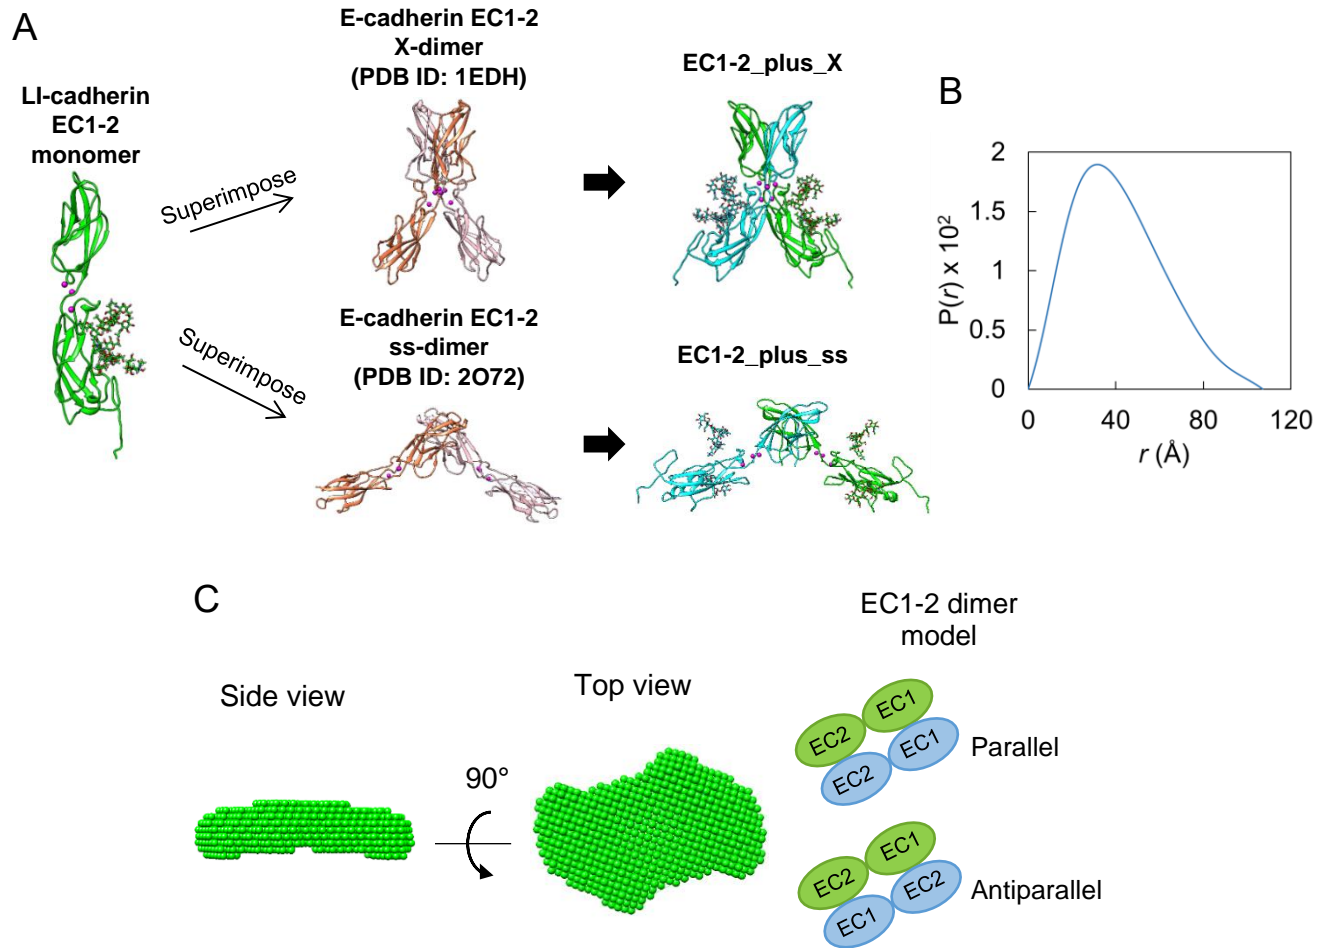 A
LI-cadherin
EC1-2
monomer
Superimpose
Superimpose
E-cadherin EC1-2
X-dimer
(PDB ID: 1EDH)
EC1-2_plus_X
E-cadherin EC1-2
ss-dimer
(PDB ID: 2O72)
EC1-2_plus_ss
B
P(r) x 10²
2
1.5
1
0.5
0
0
40
80
120
r (Å)
C
Side view
90°
Top view
EC1-2 dimer
model
EC1
EC2
EC1
EC2
Parallel
EC1
EC2
EC2
EC1
Antiparallel